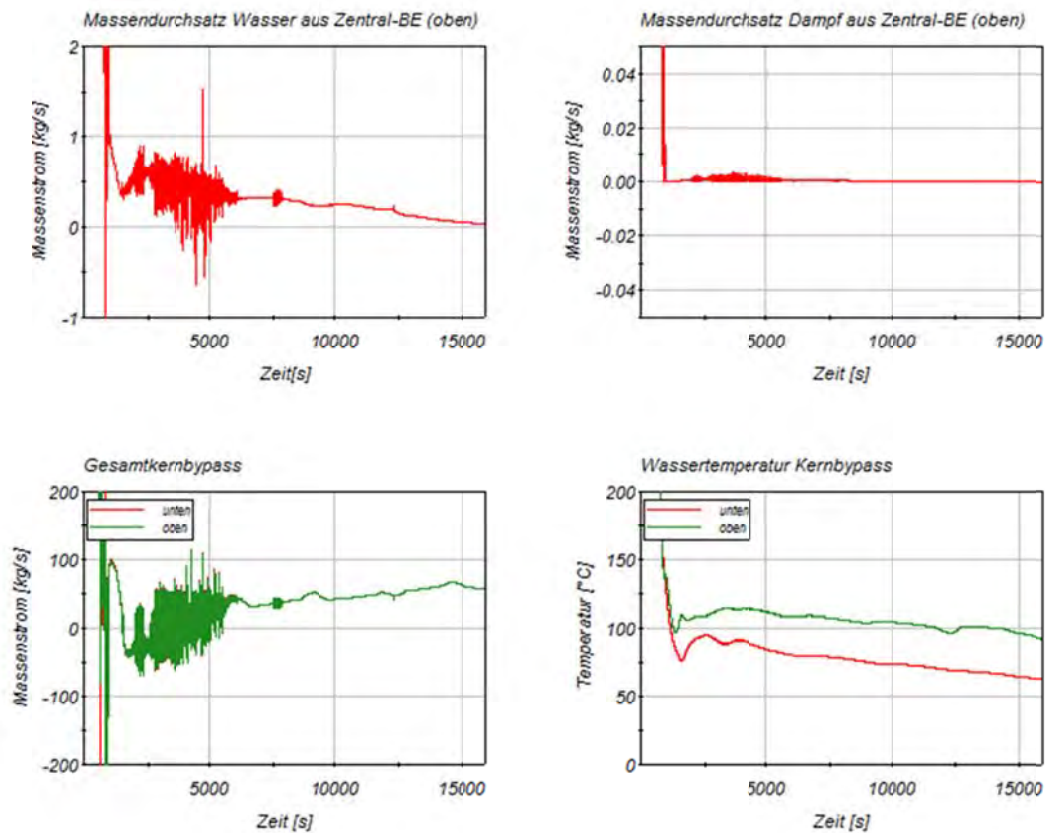 Massendurchsatz Wasser aus Zentral-BE (oben)
Massenstrom [kg/s]
2
1
0
-1
5000
10000
15000
Zeit[s]
Massendurchsatz Dampf aus Zentral-BE (oben)
Massenstrom [kg/s]
0.04
0.02
0.00
-0.02
-0.04
5000
10000
15000
Zeit [s]
Gesamtkernbypass
Massenstrom [kg/s]
200
100
0
-100
-200
unten
oben
5000
10000
15000
Zeit [s]
Wassertemperatur Kernbypass
Temperatur [°C]
200
150
100
50
0
unten
oben
5000
10000
15000
Zeit [s]